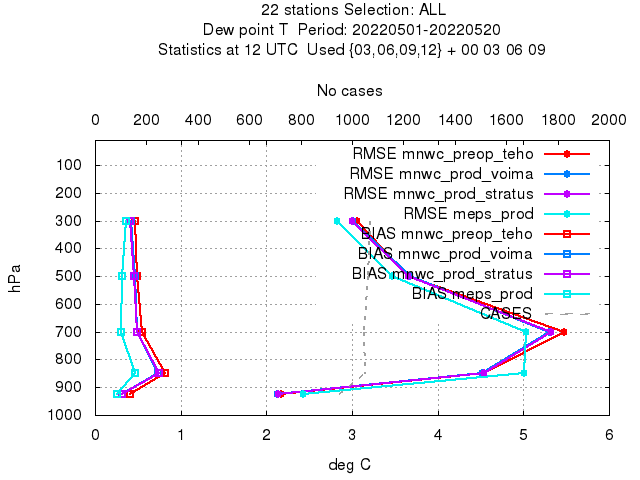 22 stations Selection: ALL
Dew point T  Period: 20220501-20220520
Statistics at 12 UTC  Used {03,06,09,12} + 00 03 06 09
No cases
0 200 400 600 800 1000 1200 1400 1600 1800 2000
RMSE mnwc_preop_teho
RMSE mnwc_prod_voima
RMSE mnwc_prod_stratus
RMSE meps_prod
BIAS mnwc_preop_teho
BIAS mnwc_prod_voima
BIAS mnwc_prod_stratus
BIAS meps_prod
CASES
hPa
100
200
300
400
500
600
700
800
900
1000
0 1 2 3 4 5 6
deg C